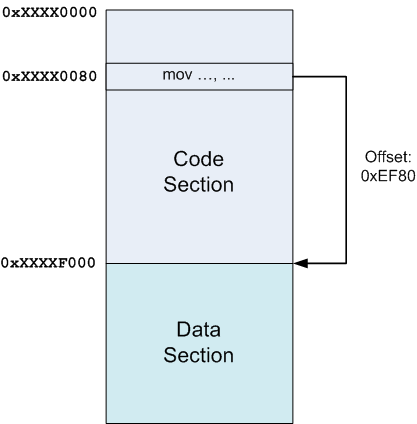 0xXXXX0000
0xXXXX0080
mov ..., ...
Code
Section
Offset:
0xEF80
0xXXXXF000
Data
Section